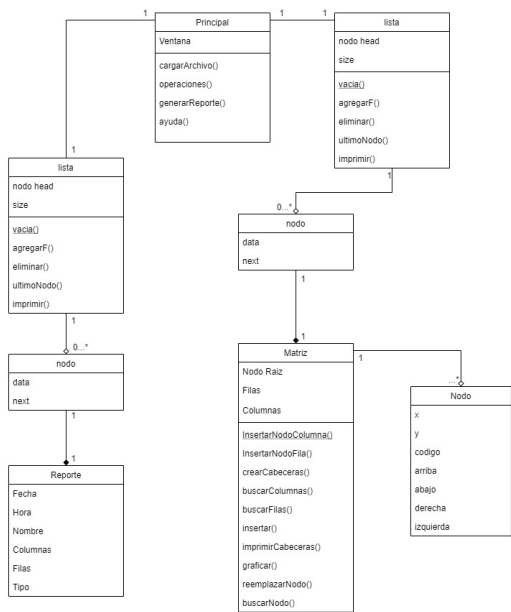 1
1
1
Principal
Ventana
cargarArchivo()
operaciones()
generarReporte()
ayuda()
lista
nodo head
size
vacia()
agregarF()
eliminar()
ultimoNodo()
imprimir()
1
1
lista
nodo head
size
vacia()
agregarF()
eliminar()
ultimoNodo()
imprimir()
0...*
nodo
data
next
1
1
0...*
nodo
data
next
1
1
Matriz
Nodo Raiz
Filas
Columnas
InsertarNodoColumna()
InsertarNodoFila()
crearCabeceras()
buscarColumnas()
buscarFilas()
insertar()
imprimirCabeceras()
graficar()
reemplazarNodo()
buscarNodo()
1
...*
Nodo
x
y
codigo
arriba
abajo
derecha
izquierda
1
1
Reporte
Fecha
Hora
Nombre
Columnas
Filas
Tipo